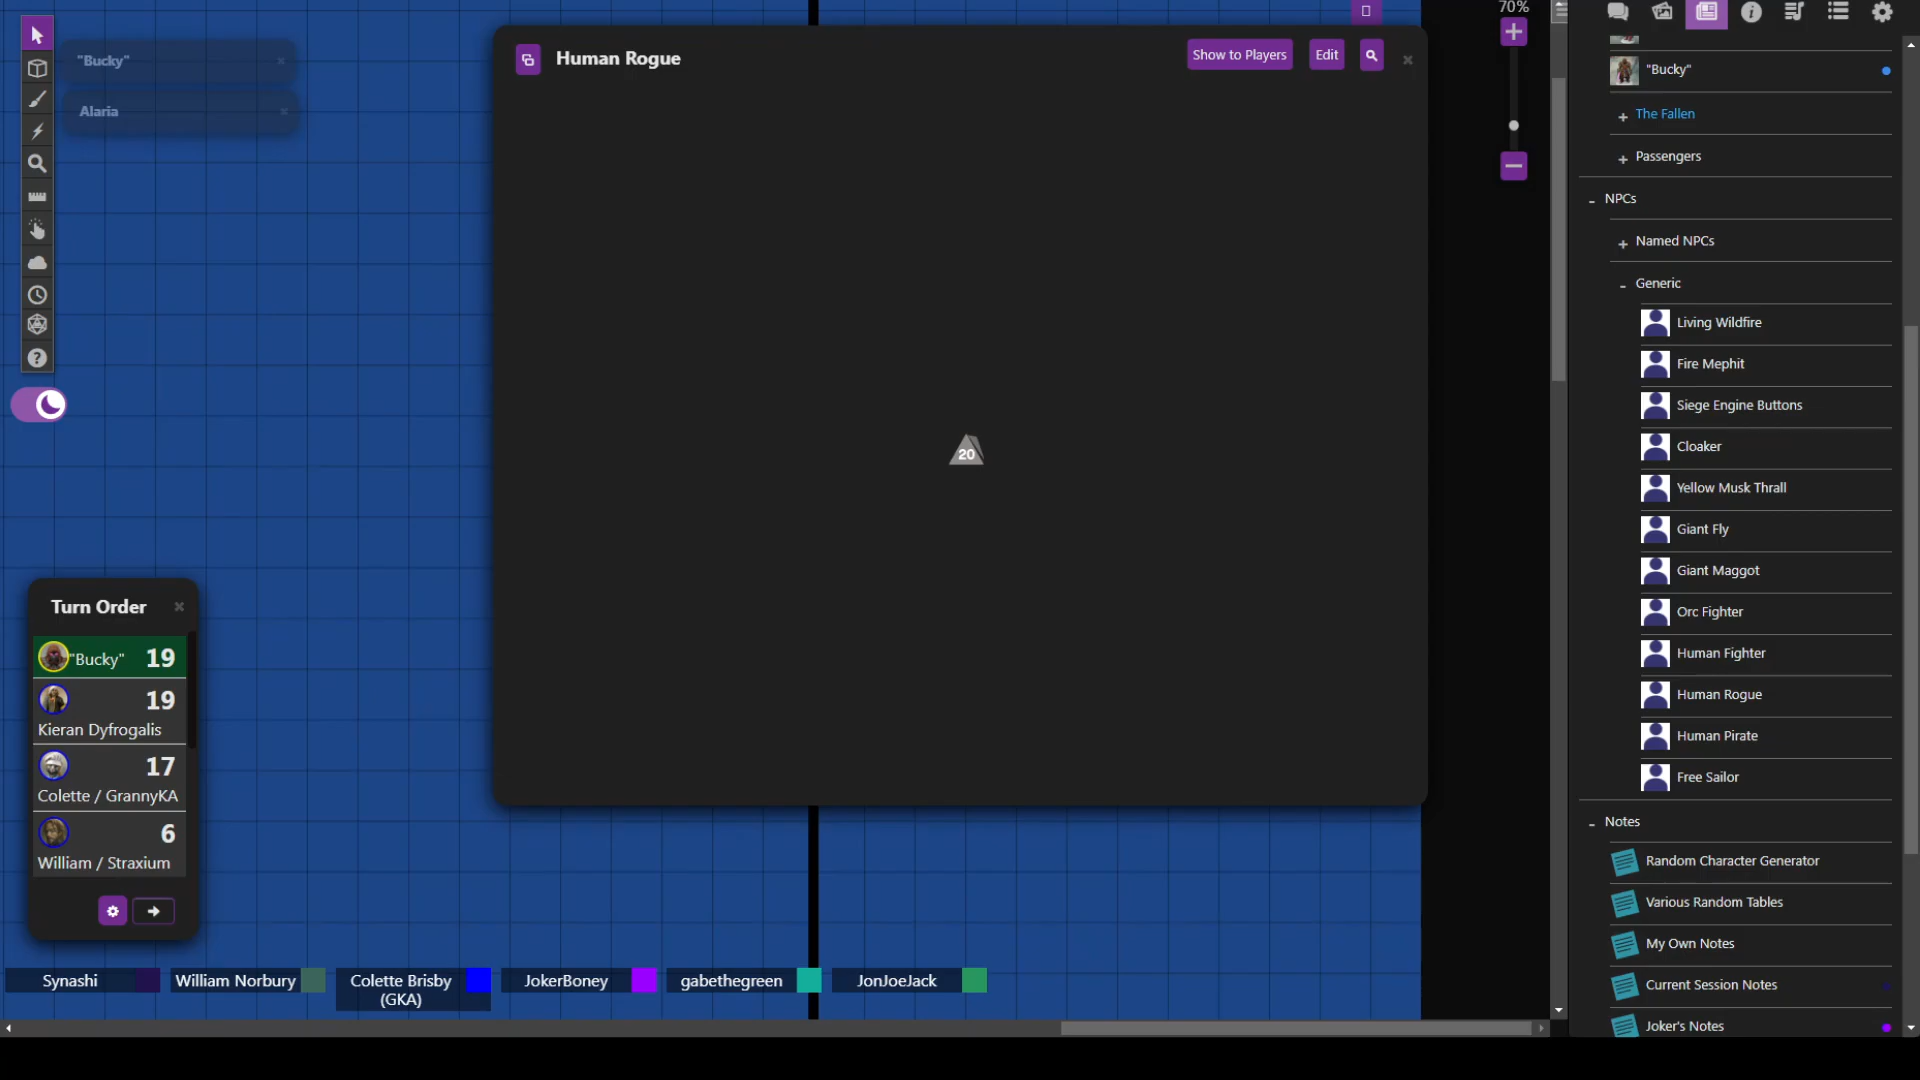 "Bucky"
Alaria
Human Rogue
Show to Players
Edit
20
70%
"Bucky"
The Fallen
Passengers
NPCs
Named NPCs
Generic
Living Wildfire
Fire Mephit
Siege Engine Buttons
Cloaker
Yellow Musk Thrall
Giant Fly
Giant Maggot
Orc Fighter
Human Fighter
Human Rogue
Human Pirate
Free Sailor
Notes
Random Character Generator
Various Random Tables
My Own Notes
Current Session Notes
Joker's Notes
Turn Order
"Bucky" 19
19
Kieran Dyfrogalis
17
Colette / GrannyKA
6
William / Straxium
Synashi
William Norbury
Colette Brisby
(GKA)
JokerBoney
gabethegreen
JonJoeJack